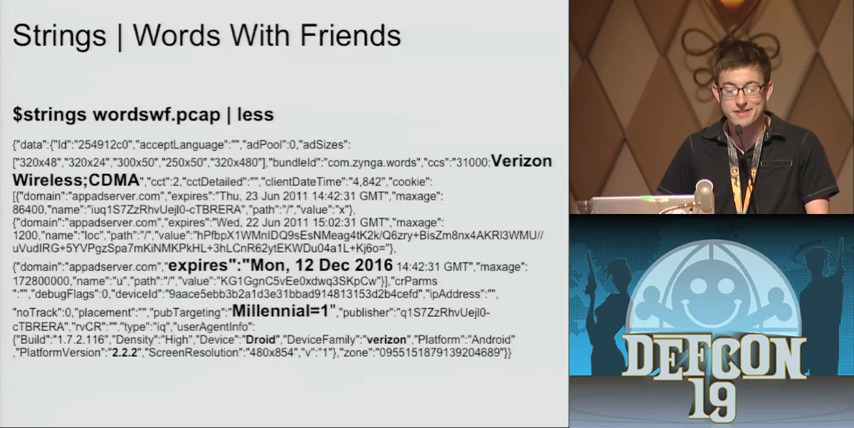 Strings | Words With Friends
$strings wordswf.pcap | less
{"data":{"Id":"254912c0","acceptLanguage":"","adPool":0,"adSizes":
["320x48","320x24","300x50","250x50","320x480"],"bundleId":"com.zynga.words","ccs":"31000;Verizon
Wireless;CDMA","cct":2,"cctDetailed":"","clientDateTime":"4,842","cookie":
[{"domain":"appadserver.com","expires":"Thu, 23 Jun 2011 14:42:31 GMT","maxage":
86400,"name":"iuq1S7ZzRhvUejI0-cTBRERA","path":"/","value":"x"},
{"domain":"appadserver.com","expires":"Wed, 22 Jun 2011 15:02:31 GMT","maxage":
1200,"name":"loc","path":"/","value":"hPfbpX1WMnIDQ9sEsNMeag4tK2k/Q6zry+BisZm8nx4AKRl3WMU//
uVudIRG+5YVPgzSpa7mKiNMKPkHL+3hLCnR62ytEKWDu04a1L+Kj6o="},
{"domain":"appadserver.com","expires":"Mon, 12 Dec 2016 14:42:31 GMT","maxage":
172800000,"name":"u","path":"/","value":"KG1GgnC5vEe0xdwq3SKpCw"}],"crParms
":"","debugFlags":0,"deviceId":"9aace5ebb3b2a1d3e31bbad914813153d2b4cefd","ipAddress":"",
"noTrack":0,"placement":"","pubTargeting":"Millennial=1","publisher":"q1S7ZzRhvUejI0-
cTBRERA","rvCR":"","type":"iq","userAgentInfo":
{"Build":"1.7.2.116","Density":"High","Device":"Droid","DeviceFamily":"verizon","Platform":"Android"
,"PlatformVersion":"2.2.2","ScreenResolution":"480x854","v":"1"},"zone":"0955151879139204689"}}
DEFCON
19